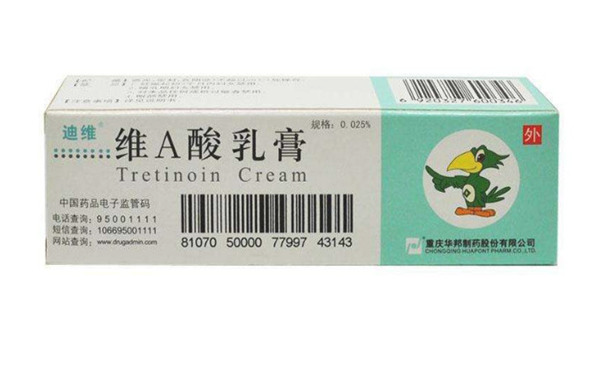 6 920327 600346
迪维®
维A酸乳膏
规格: 0.025%
Tretinoin Cream
外
中国药品电子监管码
电话查询: 95001111
短信查询: 106695001111
网站查询: www.drugadmin.com
81070 50000 77997 43143
重庆华邦制药股份有限公司
CHONGQING HUAPONT PHARM CO., LTD.